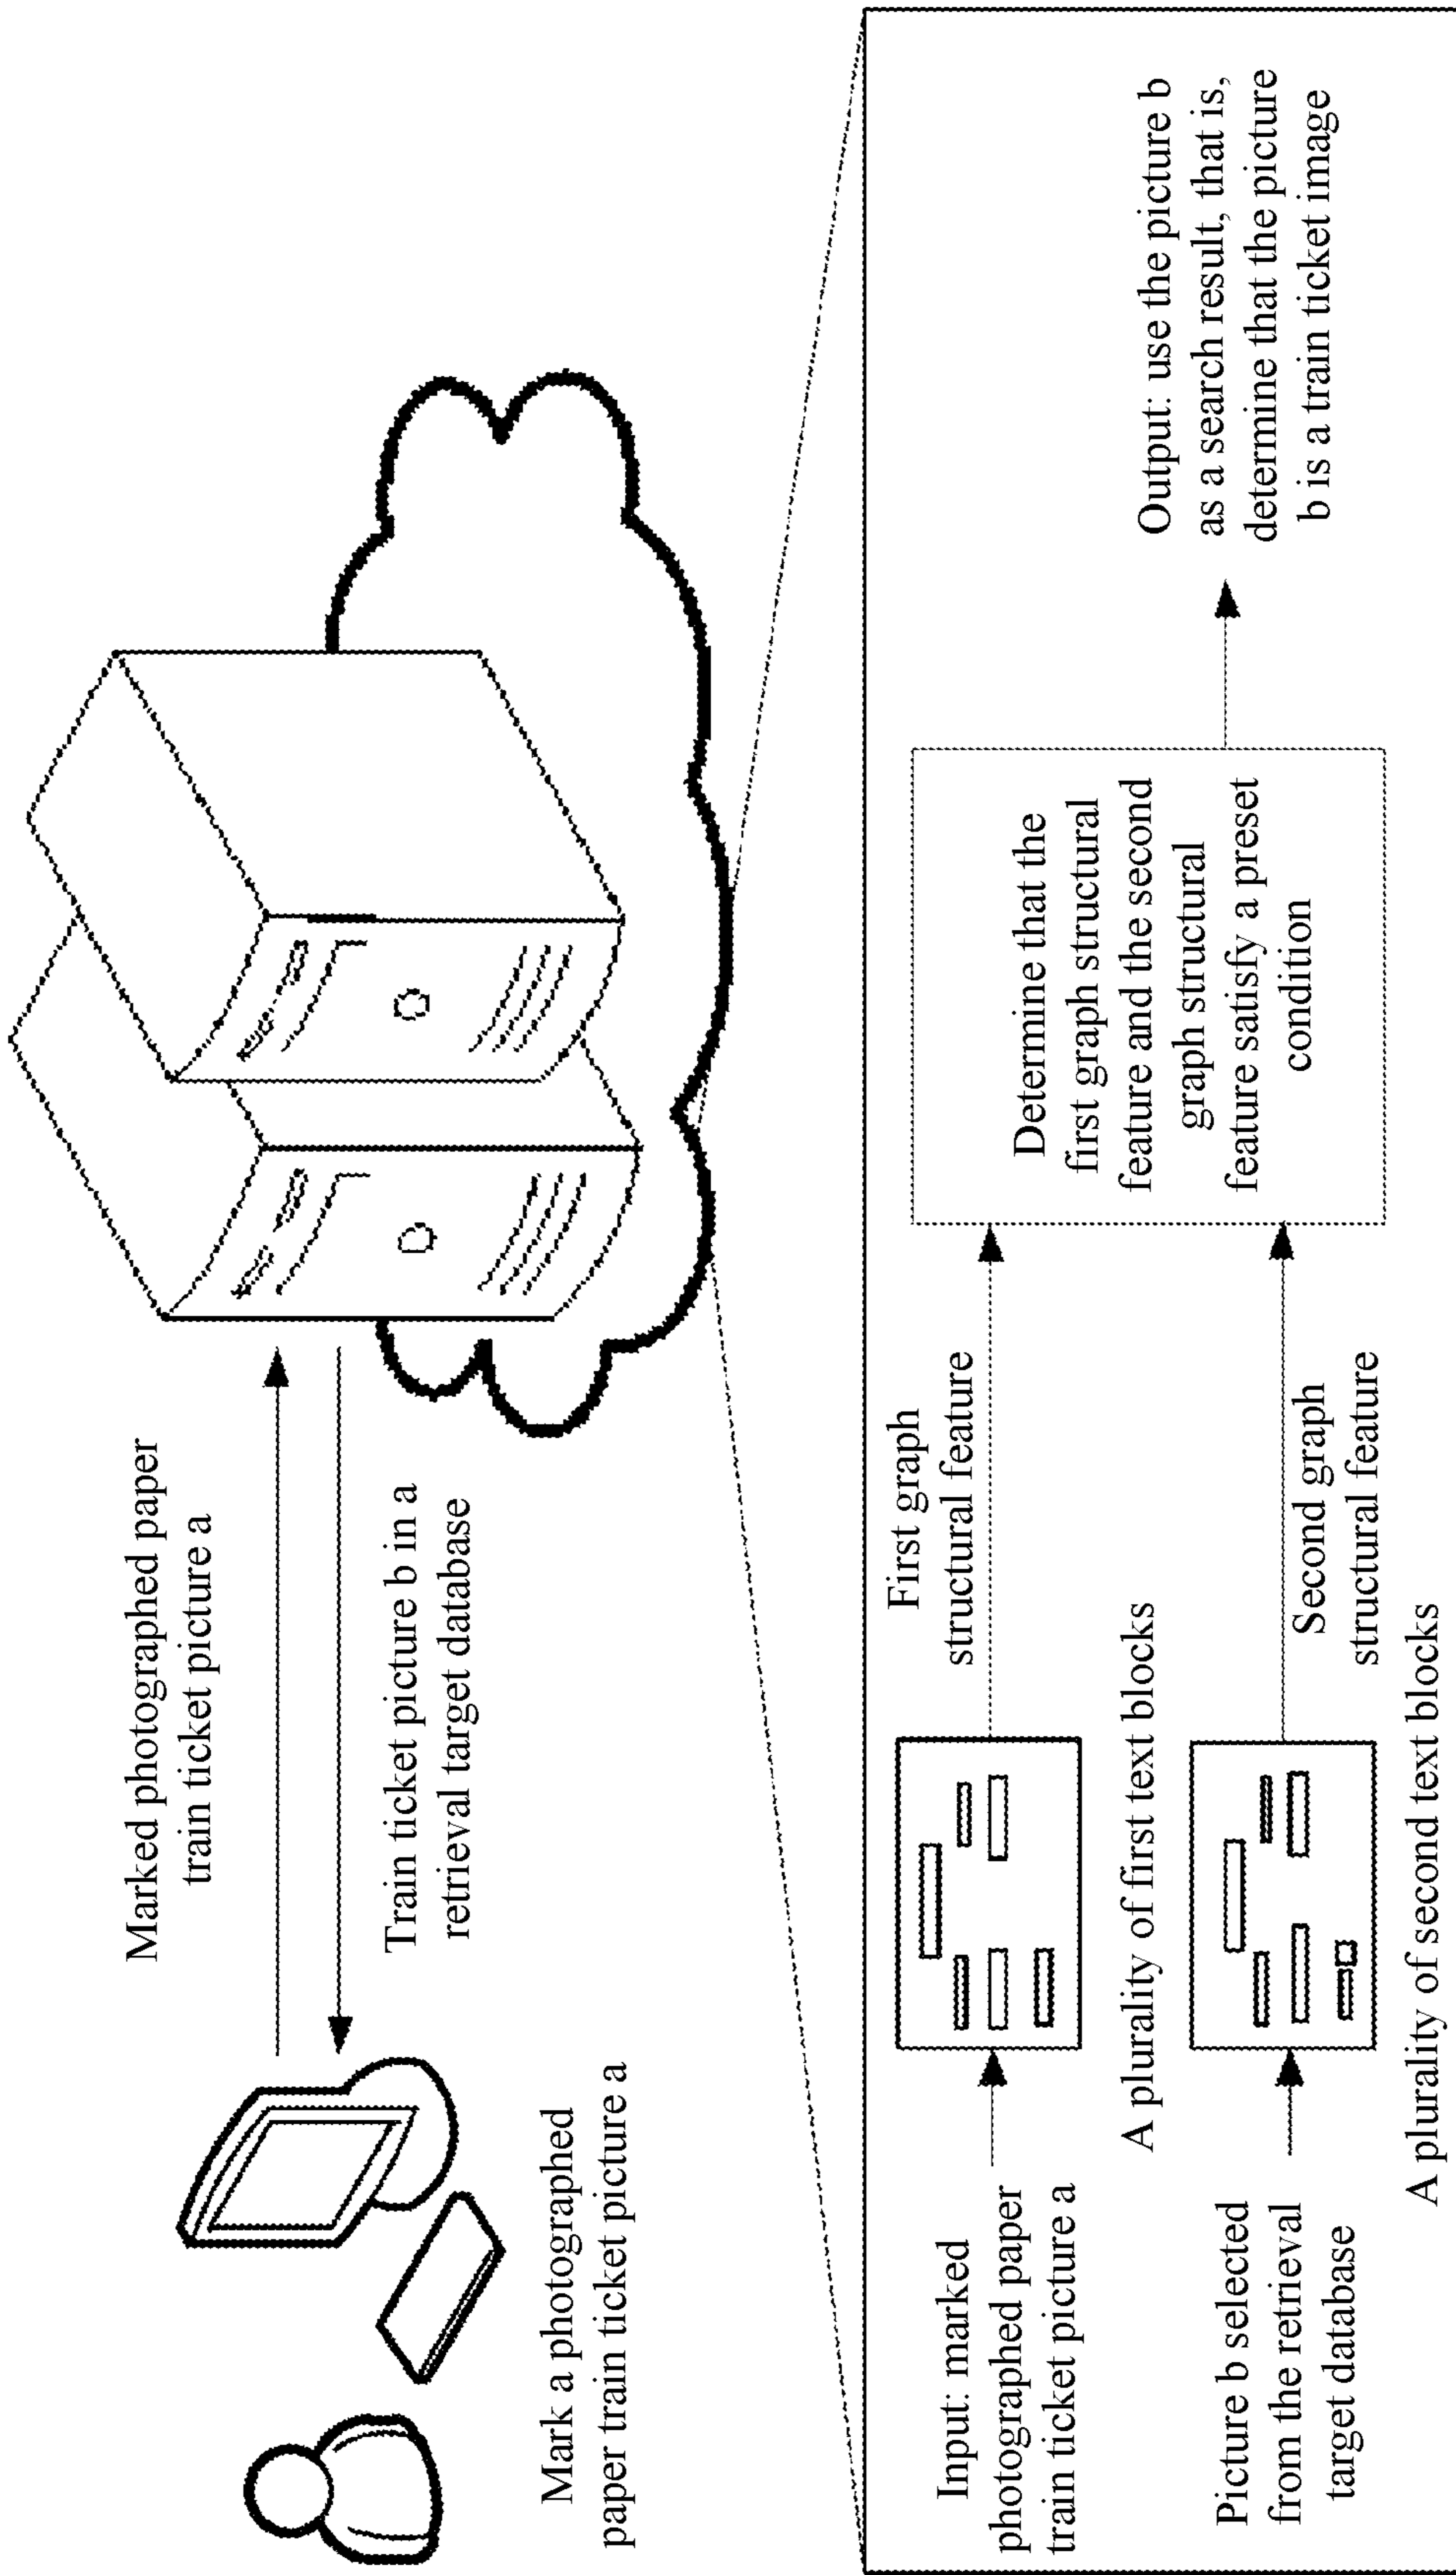 Marked photographed paper
train ticket picture a
Train ticket picture b in a
retrieval target database
Mark a photographed
paper train ticket picture a
Input: marked
photographed paper
train ticket picture a
A plurality of first text blocks
First graph
structural feature
Picture b selected
from the retrieval
target database
A plurality of second text blocks
Second graph
structural feature
Determine that the
first graph structural
feature and the second
graph structural
feature satisfy a preset
condition
Output: use the picture b
as a search result, that is,
determine that the picture
b is a train ticket image